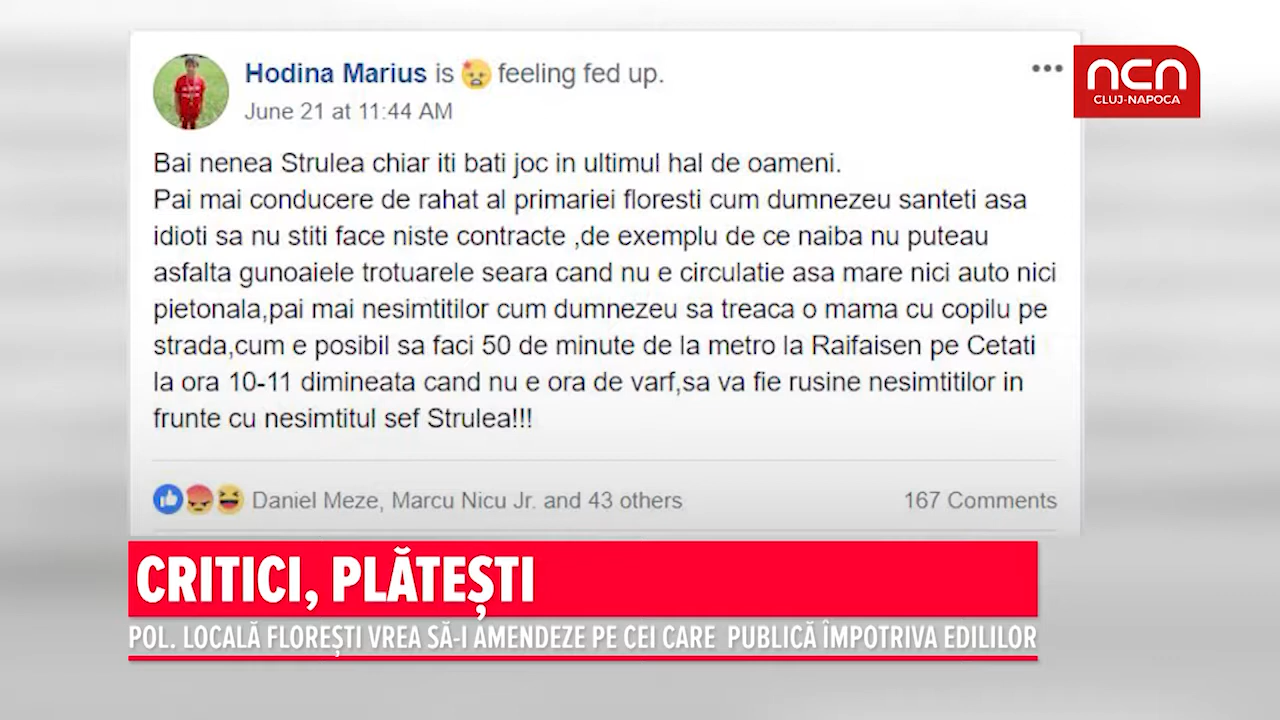 Hodina Marius is feeling fed up.
June 21 at 11:44 AM
ncn
CLUJ-NAPOCA
Bai nenea Strulea chiar iti bati joc in ultimul hal de oameni.
Pai mai conducere de rahat al primariei floresti cum dumnezeu santeti asa
idioti sa nu stiti face niste contracte ,de exemplu de ce naiba nu puteau
asfalta gunoaiele trotuarele seara cand nu e circulatie asa mare nici auto nici
pietonala,pai mai nesimtitilor cum dumnezeu sa treaca o mama cu copilu pe
strada,cum e posibil sa faci 50 de minute de la metro la Raifaisen pe Cetati
la ora 10-11 dimineata cand nu e ora de varf,sa va fie rusine nesimtitilor in
frunte cu nesimtitul sef Strulea!!!
Daniel Meze, Marcu Nicu Jr. and 43 others
167 Comments
CRITICI, PLĂTEȘTI
POL. LOCALĂ FLOREȘTI VREA SĂ-I AMENDEZE PE CEI CARE PUBLICĂ ÎMPOTRIVA EDILILOR